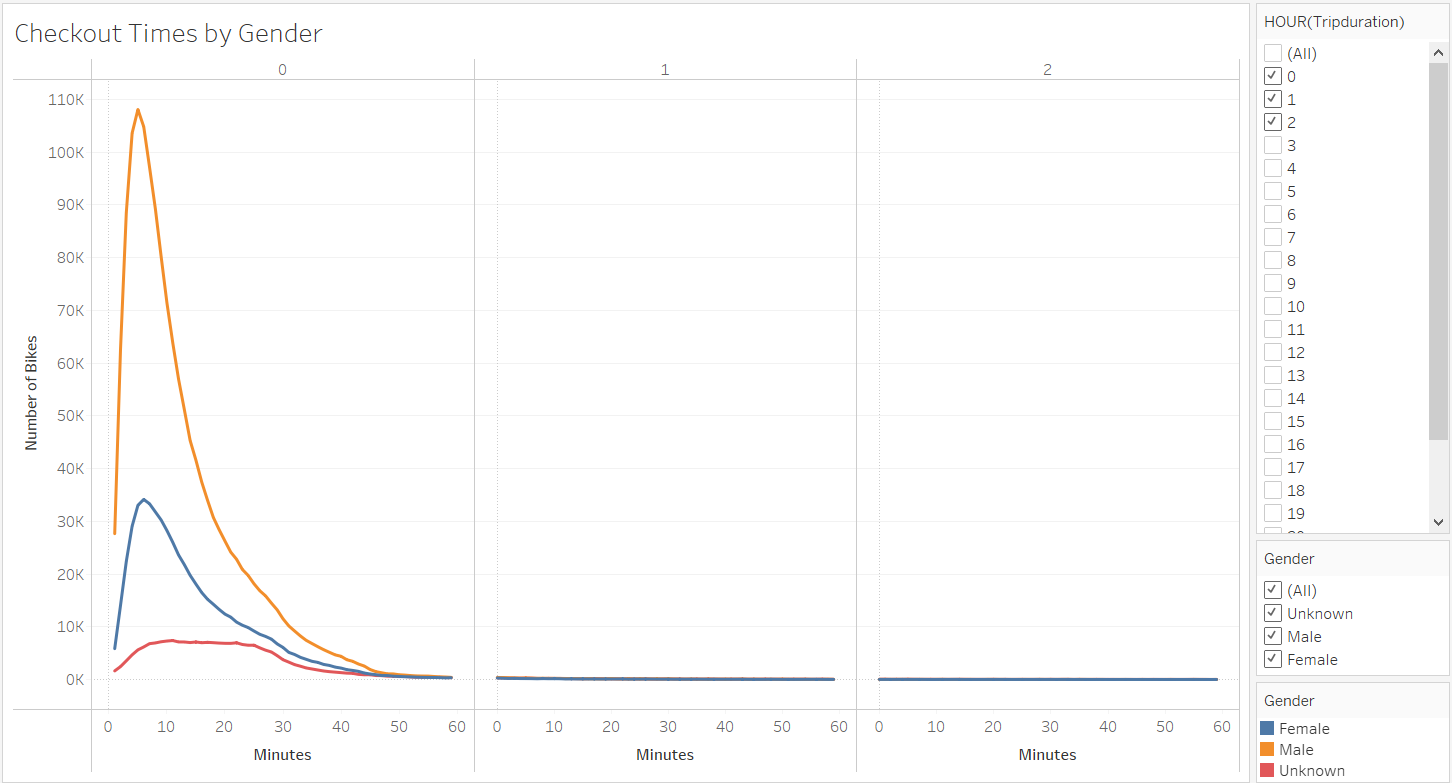 Checkout Times by Gender
0 1 2
110K
100K
90K
80K
70K
60K
50K
40K
30K
20K
10K
0K
Number of Bikes
0 10 20 30 40 50 60 0 10 20 30 40 50 60 0 10 20 30 40 50 60
Minutes Minutes Minutes
HOUR(Tripduration)
(All)
0
1
2
3
4
5
6
7
8
9
10
11
12
13
14
15
16
17
18
19
Gender
(All)
Unknown
Male
Female
Gender
Female
Male
Unknown